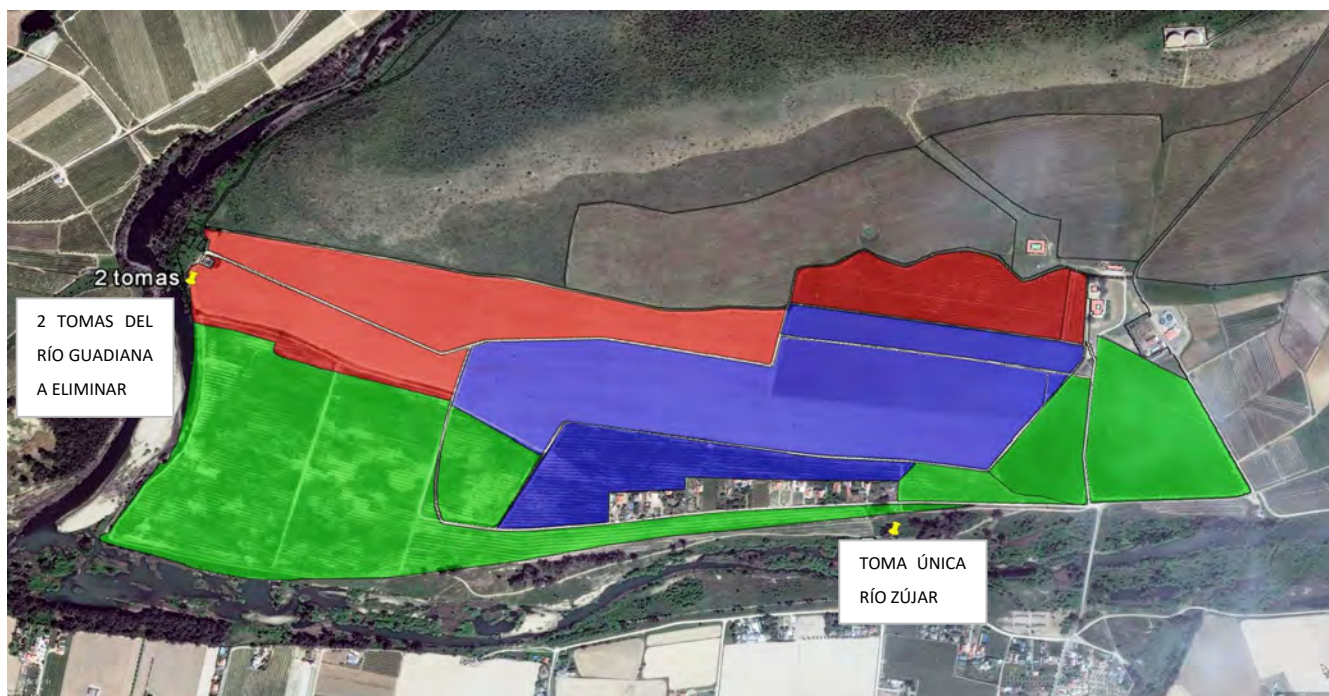 2 tomas
2 TOMAS DEL
RÍO GUADIANA
A ELIMINAR
TOMA ÚNICA
RÍO ZÚJAR